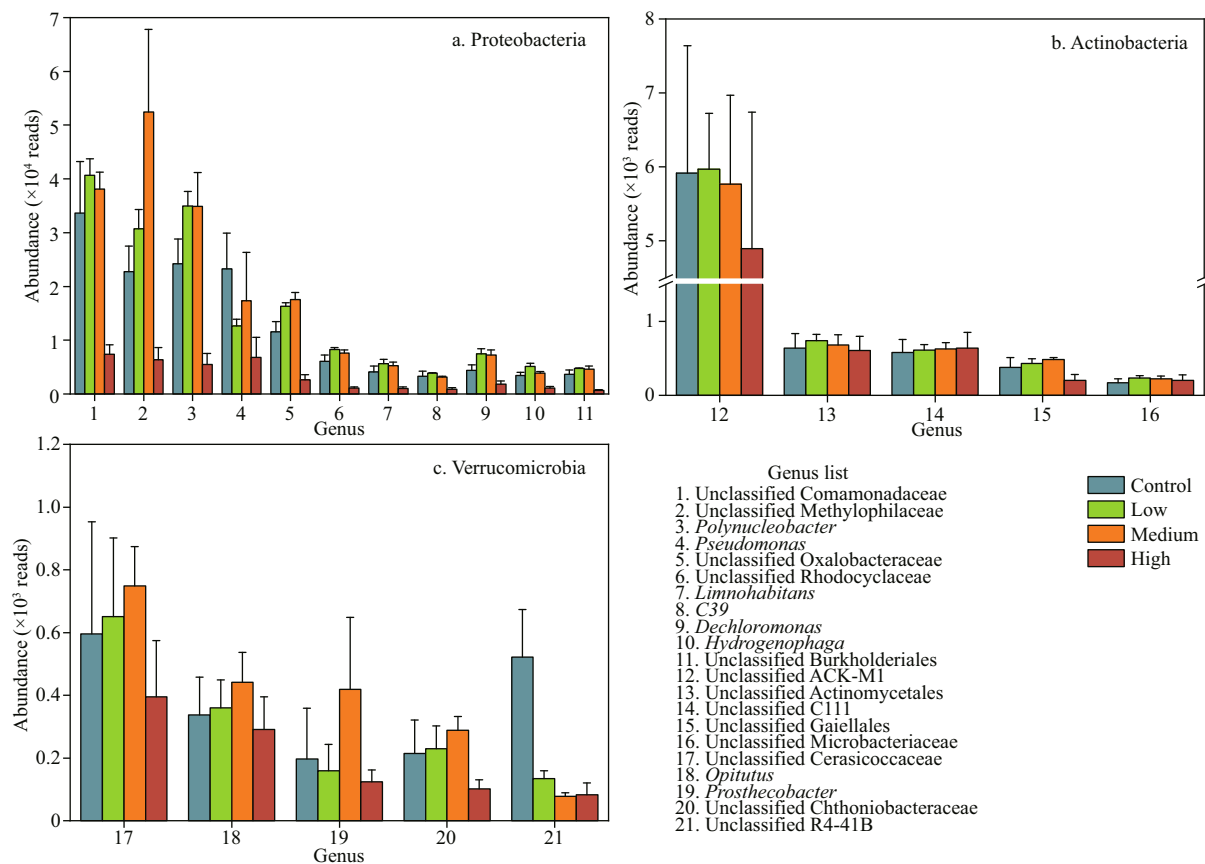 a. Proteobacteria
Abundance (×10⁴ reads)
7
6
5
4
3
2
1
0
1 2 3 4 5 6 7 8 9 10 11
Genus
b. Actinobacteria
Abundance (×10³ reads)
8
7
6
5
1
0
12 13 14 15 16
Genus
c. Verrucomicrobia
Abundance (×10³ reads)
1.2
1.0
0.8
0.6
0.4
0.2
0
17 18 19 20 21
Genus
Genus list
1. Unclassified Comamonadaceae
2. Unclassified Methylophilaceae
3. Polynucleobacter
4. Pseudomonas
5. Unclassified Oxalobacteraceae
6. Unclassified Rhodocyclaceae
7. Limnohabitans
8. C39
9. Dechloromonas
10. Hydrogenophaga
11. Unclassified Burkholderiales
12. Unclassified ACK-M1
13. Unclassified Actinomycetales
14. Unclassified C111
15. Unclassified Gaiellales
16. Unclassified Microbacteriaceae
17. Unclassified Cerasicoccaceae
18. Opitutus
19. Prosthecobacter
20. Unclassified Chthoniobacteraceae
21. Unclassified R4-41B
Control
Low
Medium
High